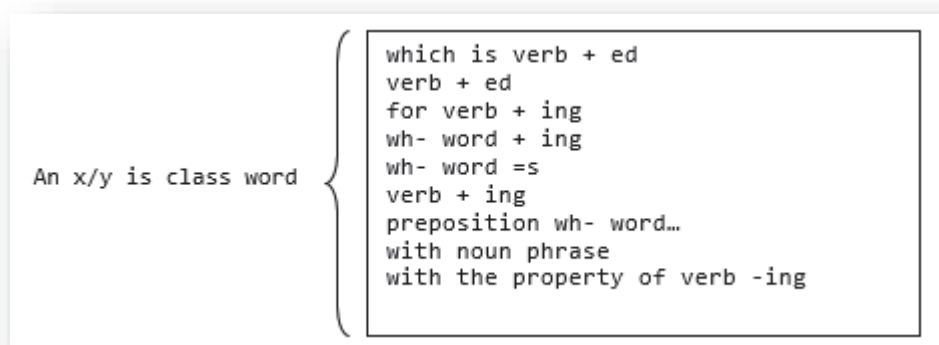 An x/y is class word
which is verb + ed
verb + ed
for verb + ing
wh- word + ing
wh- word =s
verb + ing
preposition wh- word…
with noun phrase
with the property of verb -ing